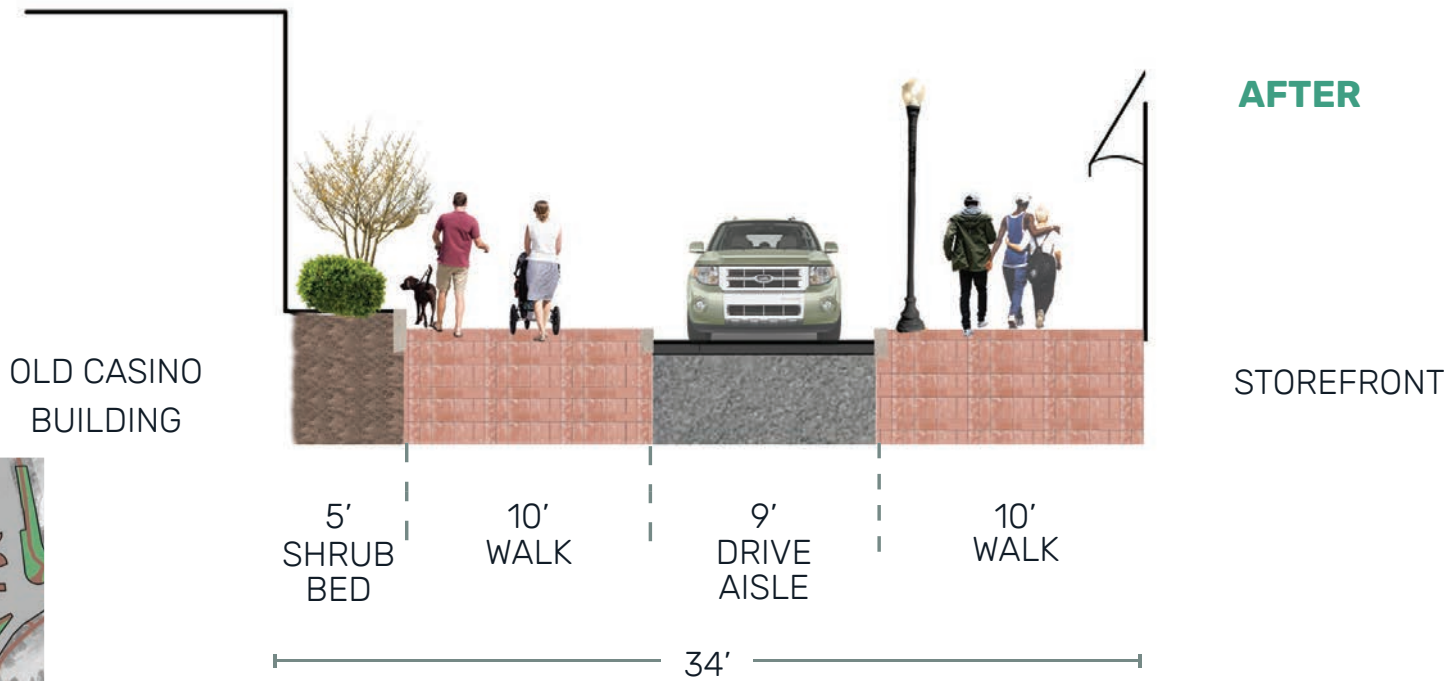 AFTER
OLD CASINO
BUILDING
STOREFRONT
5′
SHRUB
BED
10′
WALK
9′
DRIVE
AISLE
10′
WALK
34′